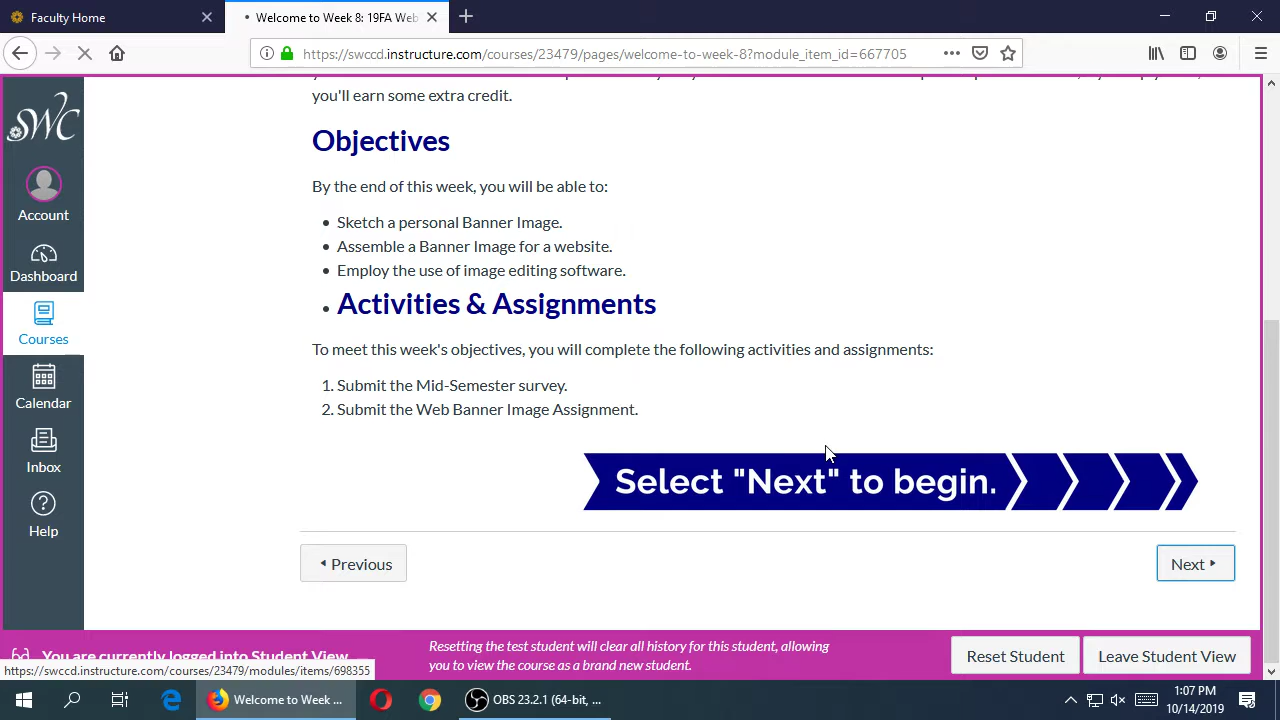 Faculty Home
Welcome to Week 8: 19FA Web
https://swccd.instructure.com/courses/23479/pages/welcome-to-week-8?module_item_id=667705
SWC
Account
Dashboard
Courses
Calendar
Inbox
Help
you'll earn some extra credit.
Objectives
By the end of this week, you will be able to:
Sketch a personal Banner Image.
Assemble a Banner Image for a website.
Employ the use of image editing software.
Activities & Assignments
To meet this week's objectives, you will complete the following activities and assignments:
1. Submit the Mid-Semester survey.
2. Submit the Web Banner Image Assignment.
Select "Next" to begin.
Previous
Next
You are currently logged into Student View
Resetting the test student will clear all history for this student, allowing
you to view the course as a brand new student.
Reset Student
Leave Student View
https://swccd.instructure.com/courses/23479/modules/items/698355
Welcome to Week ...
OBS 23.2.1 (64-bit, ...
1:07 PM
10/14/2019